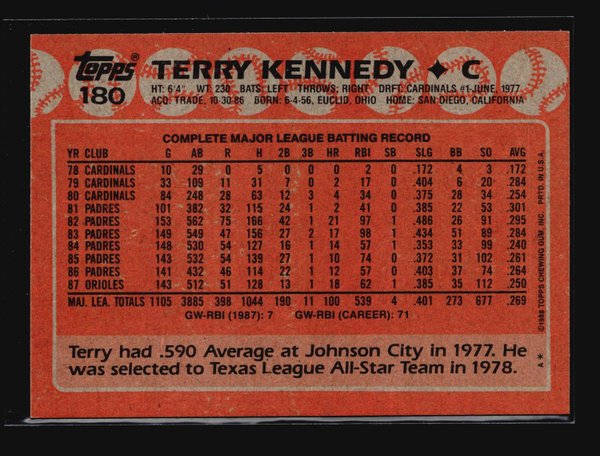 topps® TERRY KENNEDY ✦ C
180 HT: 6'4" WT: 230 BATS: LEFT THROWS: RIGHT DRFT: CARDINALS #1-JUNE, 1977
ACQ: TRADE, 10-30-86 BORN: 6-4-56, EUCLID, OHIO HOME: SAN DIEGO, CALIFORNIA
COMPLETE MAJOR LEAGUE BATTING RECORD
YR CLUB G AB R H 2B 3B HR RBI SB SLG BB SO AVG
78 CARDINALS 10 29 0 5 0 0 0 2 0 .172 4 3 .172
79 CARDINALS 33 109 11 31 7 0 2 17 0 .404 6 20 .284
80 CARDINALS 84 248 28 63 12 3 4 34 0 .375 28 34 .254
81 PADRES 101 382 32 115 24 1 2 41 0 .385 22 53 .301
82 PADRES 153 562 75 166 42 1 21 97 1 .486 26 91 .295
83 PADRES 149 549 47 156 27 2 17 98 1 .434 51 89 .284
84 PADRES 148 530 54 127 16 1 14 57 1 .353 33 99 .240
85 PADRES 143 532 54 139 27 1 10 74 0 .372 31 102 .261
86 PADRES 141 432 46 114 22 1 12 57 0 .403 37 74 .264
87 ORIOLES 143 512 51 128 13 1 18 62 1 .385 35 112 .250
MAJ. LEA. TOTALS 1105 3885 398 1044 190 11 100 539 4 .401 273 677 .269
GW-RBI (1987): 7 GW-RBI (CAREER): 71
Terry had .590 Average at Johnson City in 1977. He
was selected to Texas League All-Star Team in 1978.
A* ©1988 TOPPS CHEWING GUM, INC. PRTD. IN U.S.A.